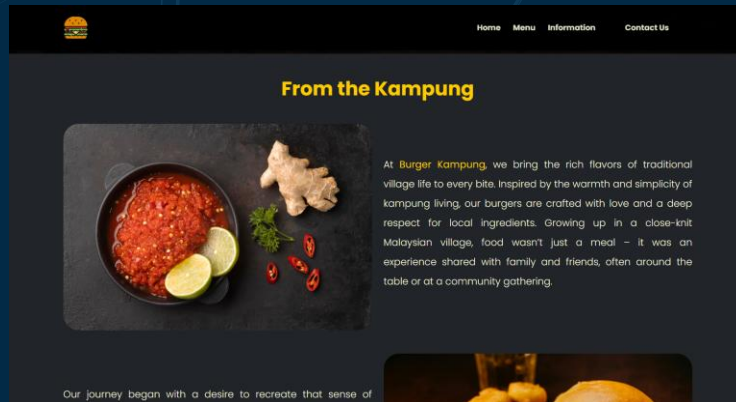 Home Menu Information Contact Us
From the Kampung
At Burger Kampung, we bring the rich flavors of traditional
village life to every bite. Inspired by the warmth and simplicity of
kampung living, our burgers are crafted with love and a deep
respect for local ingredients. Growing up in a close-knit
Malaysian village, food wasn't just a meal – it was an
experience shared with family and friends, often around the
table or at a community gathering.
Our journey began with a desire to recreate that sense of